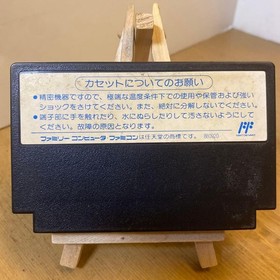 カセットについてのお願い
●精密機器ですので、極端な温度条件下での使用や保管および強い
ショックをさけてください。また、絶対に分解しないでください。
●端子部に手を触れたり、水にぬらしたりして汚さないようにして
ください。故障の原因となります。
ファミリーコンピュータ・ファミコンは任天堂の商標です。